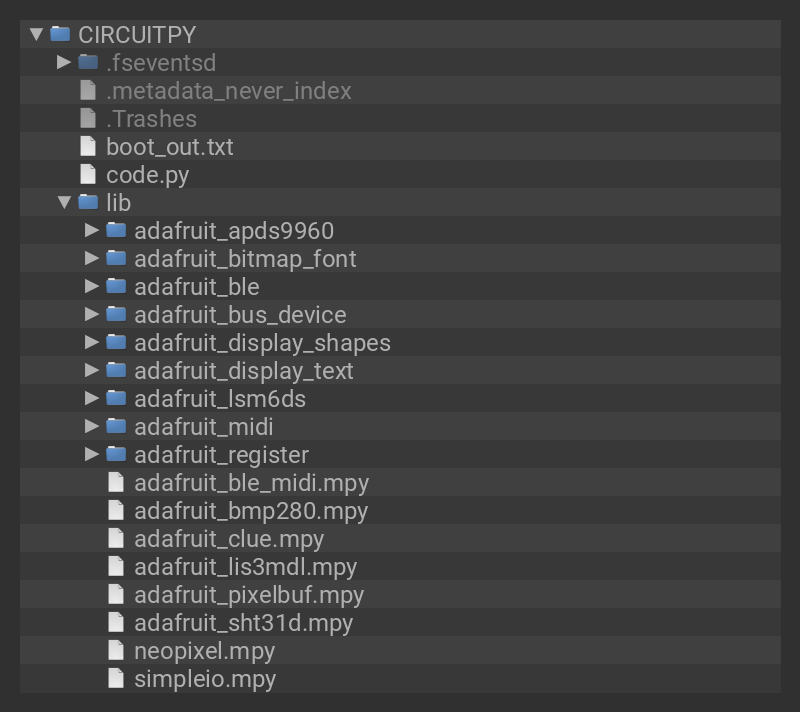 CIRCUITPY
.fseventsd
.metadata_never_index
.Trashes
boot_out.txt
code.py
lib
adafruit_apds9960
adafruit_bitmap_font
adafruit_ble
adafruit_bus_device
adafruit_display_shapes
adafruit_display_text
adafruit_lsm6ds
adafruit_midi
adafruit_register
adafruit_ble_midi.mpy
adafruit_bmp280.mpy
adafruit_clue.mpy
adafruit_lis3mdl.mpy
adafruit_pixelbuf.mpy
adafruit_sht31d.mpy
neopixel.mpy
simpleio.mpy